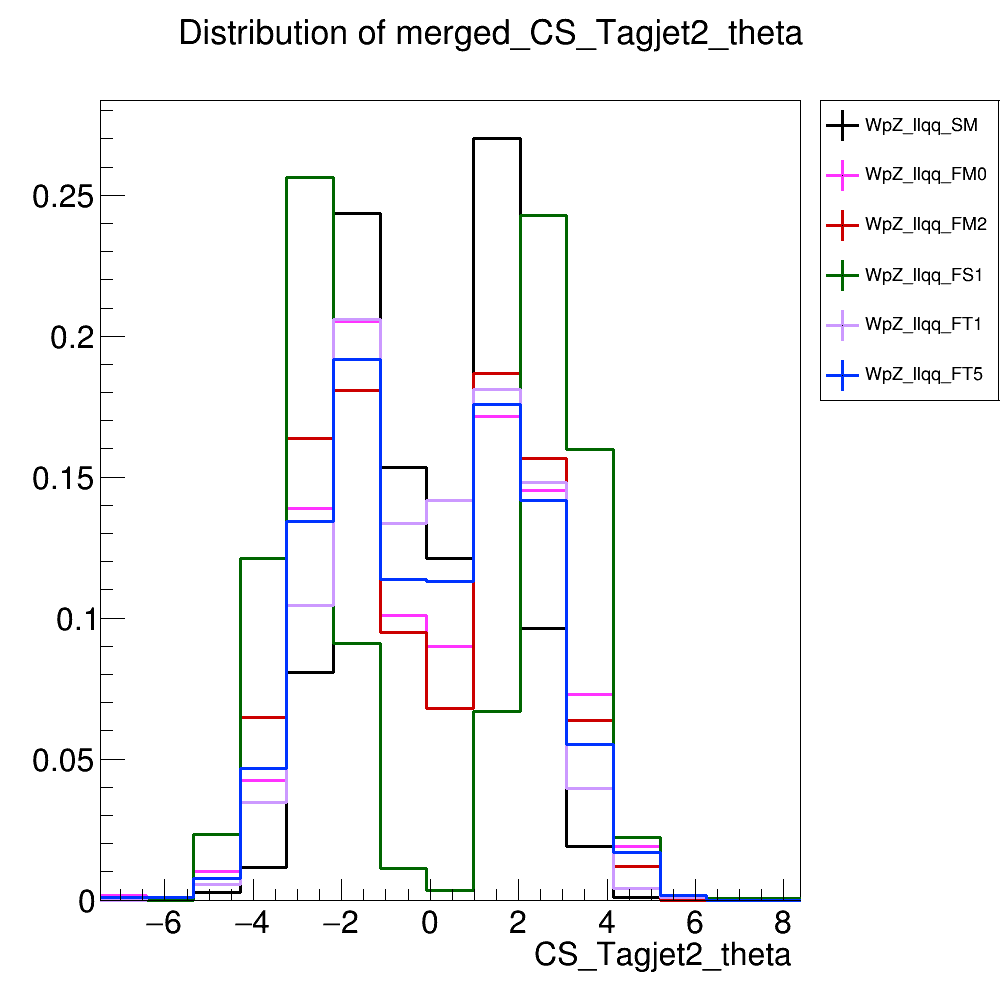 Distribution of merged_CS_Tagjet2_theta
WpZ_llqq_SM
WpZ_llqq_FM0
WpZ_llqq_FM2
WpZ_llqq_FS1
WpZ_llqq_FT1
WpZ_llqq_FT5
0.25
0.2
0.15
0.1
0.05
0
−6 −4 −2 0 2 4 6 8
CS_Tagjet2_theta